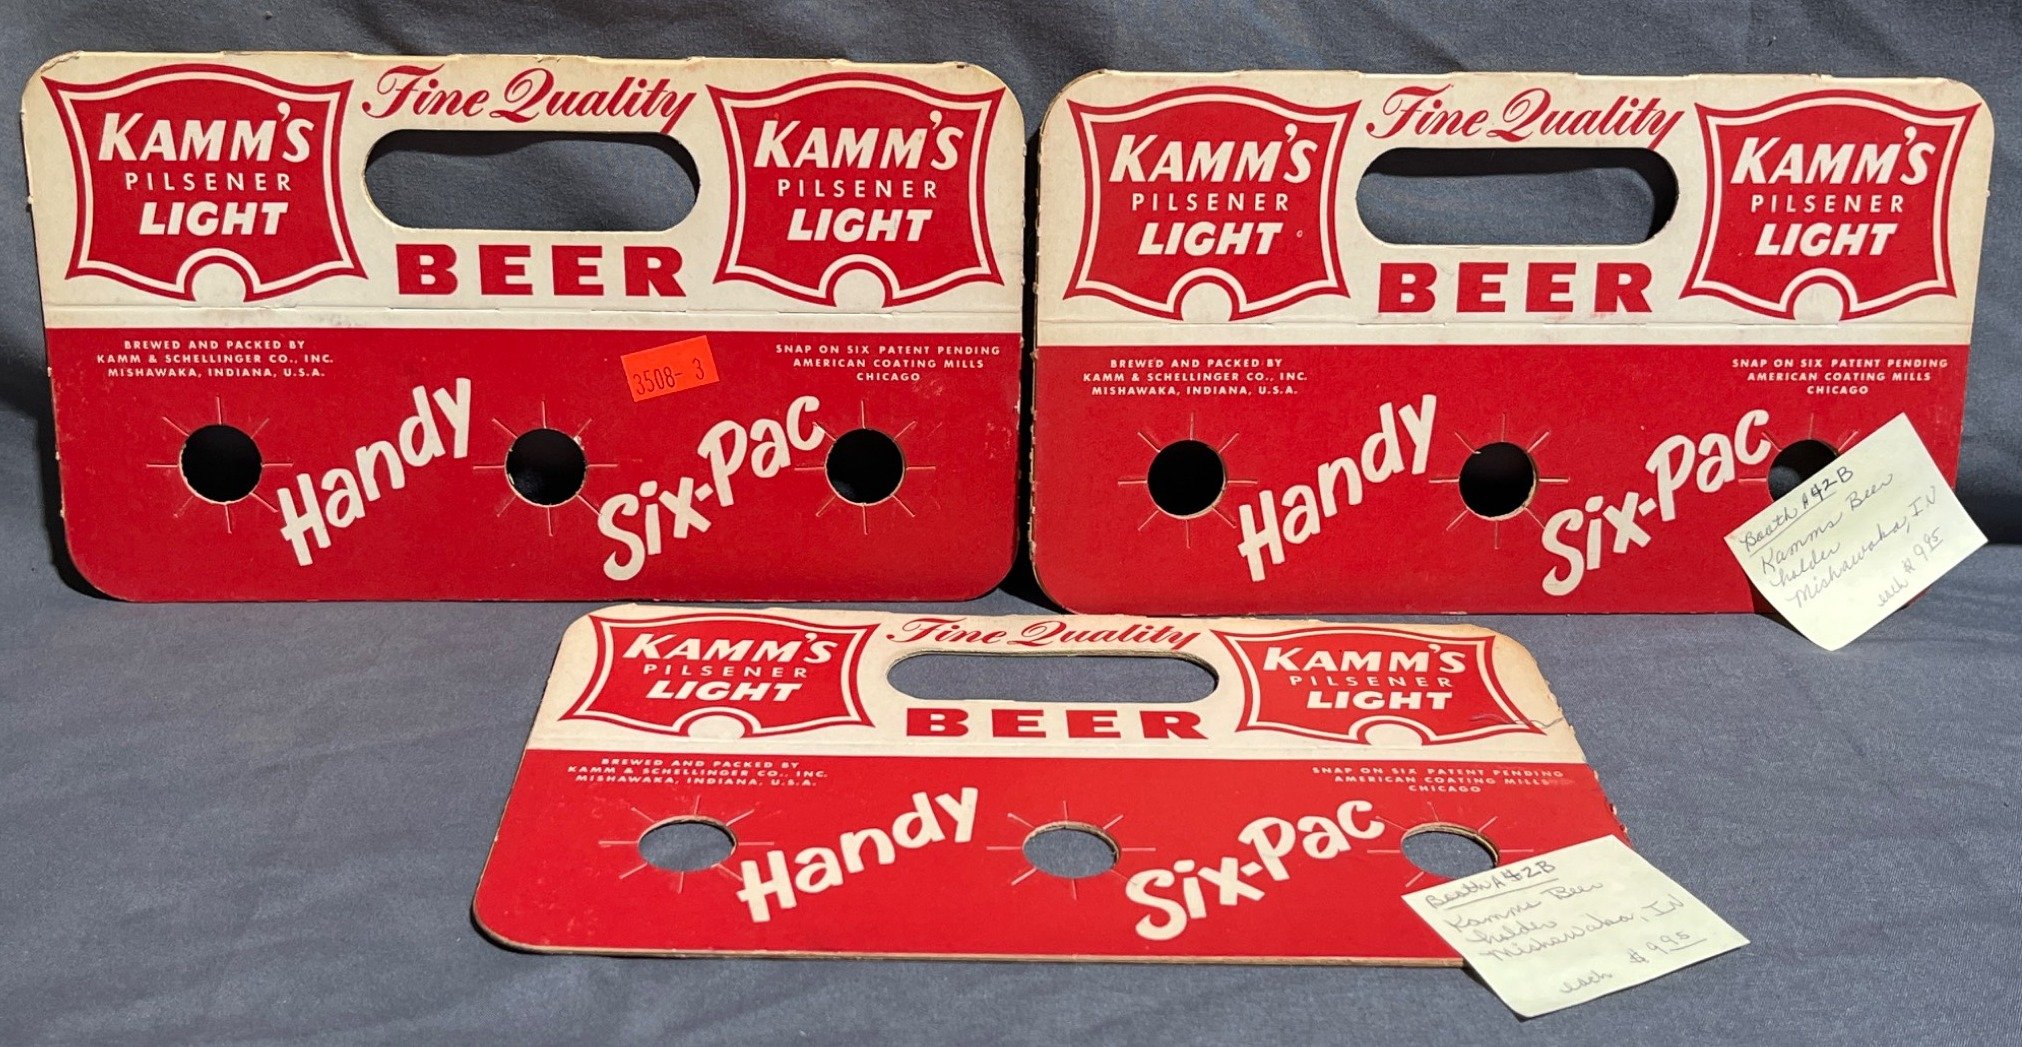 Fine Quality
KAMM'S
PILSENER
LIGHT
KAMM'S
PILSENER
LIGHT
BEER
BREWED AND PACKED BY
KAMM & SCHELLINGER CO., INC.
MISHAWAKA, INDIANA, U.S.A.
3508- 3
SNAP ON SIX PATENT PENDING
AMERICAN COATING MILLS
CHICAGO
Handy
Six-Pac
Fine Quality
KAMM'S
PILSENER
LIGHT
KAMM'S
PILSENER
LIGHT
BEER
BREWED AND PACKED BY
KAMM & SCHELLINGER CO., INC.
MISHAWAKA, INDIANA, U.S.A.
SNAP ON SIX PATENT PENDING
AMERICAN COATING MILLS
CHICAGO
Handy
Six-Pac
Booth A42B
Kamms Beer
holder
Mishawaka, IN
each $9.95
Fine Quality
KAMM'S
PILSENER
LIGHT
KAMM'S
PILSENER
LIGHT
BEER
BREWED AND PACKED BY
KAMM & SCHELLINGER CO., INC.
MISHAWAKA, INDIANA, U.S.A.
SNAP ON SIX PATENT PENDING
AMERICAN COATING MILLS
CHICAGO
Handy
Six-Pac
Booth A42B
Kamms Beer
holder
Mishawaka, IN
each $9.95